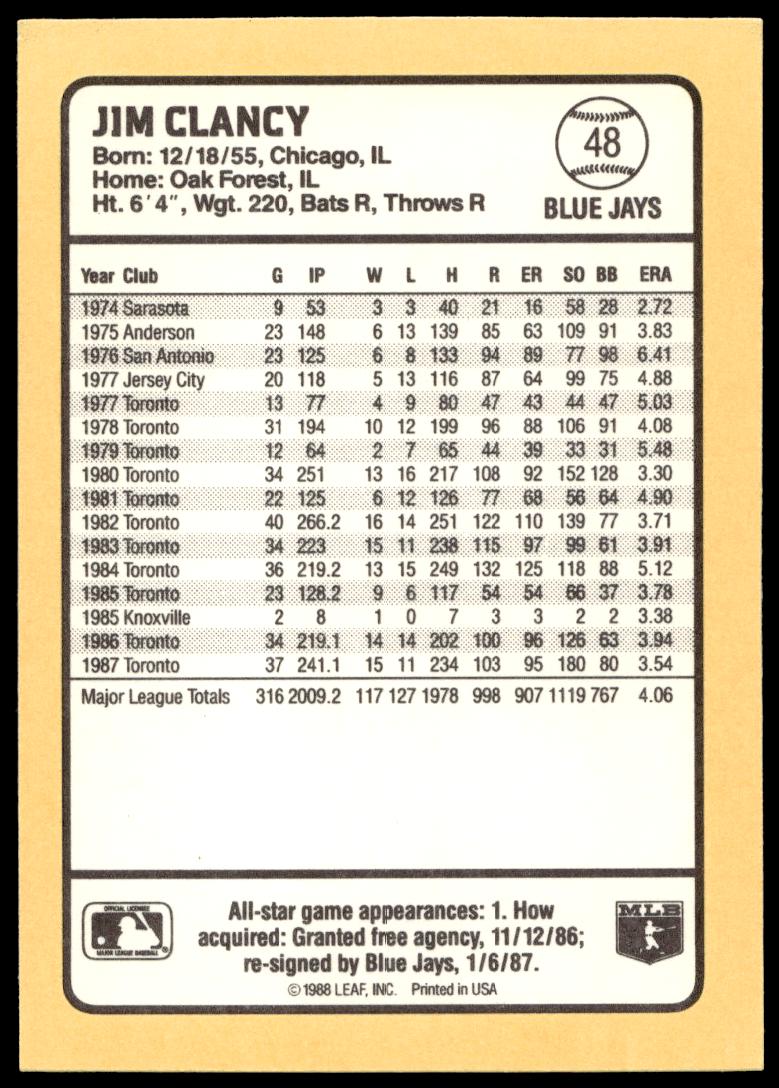 JIM CLANCY
Born: 12/18/55, Chicago, IL
Home: Oak Forest, IL
Ht. 6'4", Wgt. 220, Bats R, Throws R
48
BLUE JAYS
Year Club G IP W L H R ER SO BB ERA
1974 Sarasota 9 53 3 3 40 21 16 58 28 2.72
1975 Anderson 23 148 6 13 139 85 63 109 91 3.83
1976 San Antonio 23 125 6 8 133 94 89 77 98 6.41
1977 Jersey City 20 118 5 13 116 87 64 99 75 4.88
1977 Toronto 13 77 4 9 80 47 43 44 47 5.03
1978 Toronto 31 194 10 12 199 96 88 106 91 4.08
1979 Toronto 12 64 2 7 65 44 39 33 31 5.48
1980 Toronto 34 251 13 16 217 108 92 152 128 3.30
1981 Toronto 22 125 6 12 126 77 68 56 64 4.90
1982 Toronto 40 266.2 16 14 251 122 110 139 77 3.71
1983 Toronto 34 223 15 11 238 115 97 99 61 3.91
1984 Toronto 36 219.2 13 15 249 132 125 118 88 5.12
1985 Toronto 23 128.2 9 6 117 54 54 66 37 3.78
1985 Knoxville 2 8 1 0 7 3 3 2 2 3.38
1986 Toronto 34 219.1 14 14 202 100 96 126 63 3.94
1987 Toronto 37 241.1 15 11 234 103 95 180 80 3.54
Major League Totals 316 2009.2 117 127 1978 998 907 1119 767 4.06
OFFICIAL LICENSEE
MAJOR LEAGUE BASEBALL
®
All-star game appearances: 1. How
acquired: Granted free agency, 11/12/86;
re-signed by Blue Jays, 1/6/87.
MLB
© 1988 LEAF, INC. Printed in USA